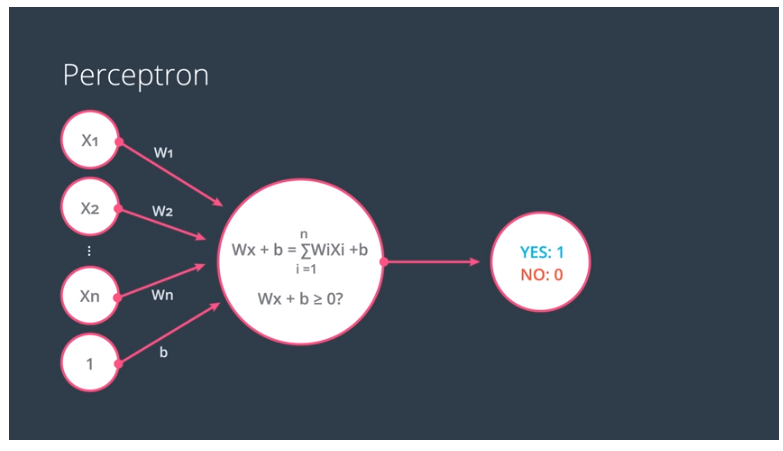 Perceptron
X1
W1
X2
W2
⋮
Xn
Wn
1
b
n
Wx + b = ∑WiXi +b
i =1
Wx + b ≥ 0?
YES: 1
NO: 0